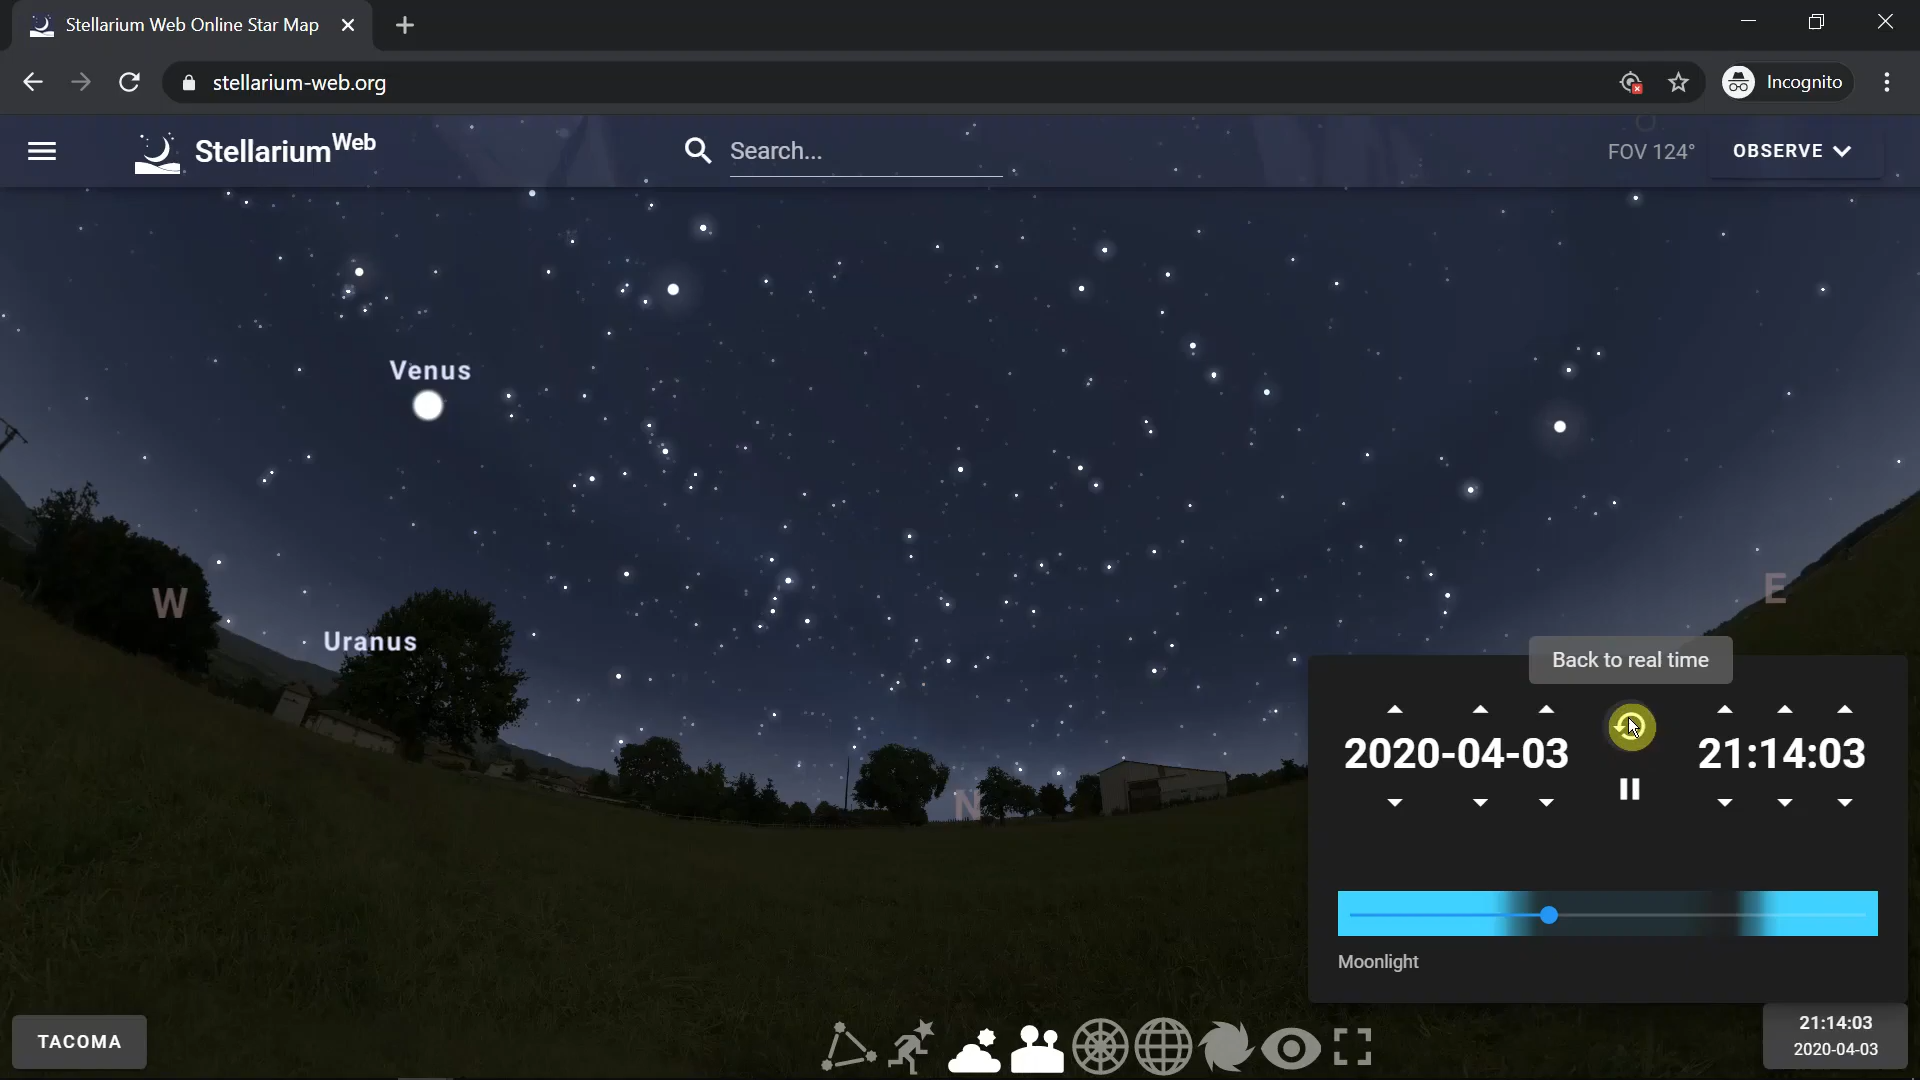 Stellarium Web Online Star Map
stellarium-web.org
Incognito
StellariumWeb
Search...
FOV 124°
OBSERVE
Venus
W
E
Uranus
N
Back to real time
2020-04-03
21:14:03
Moonlight
TACOMA
21:14:03
2020-04-03